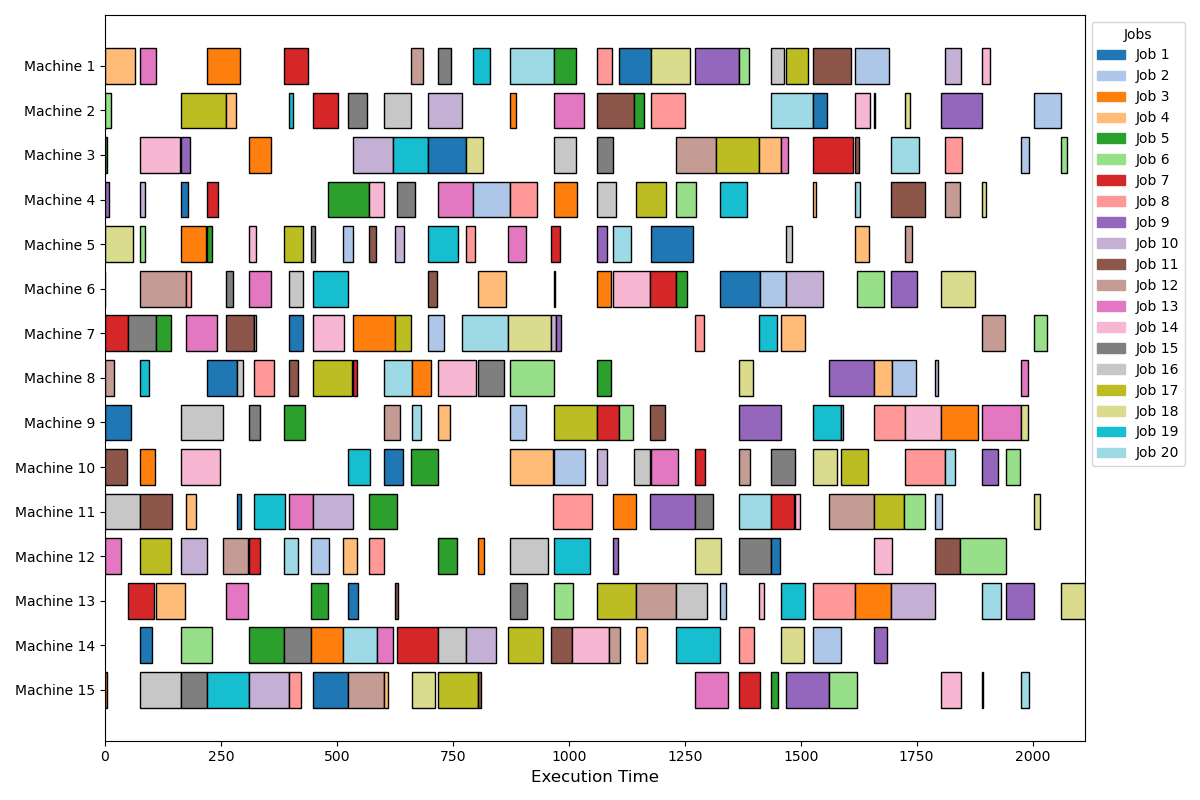 Machine 1
Machine 2
Machine 3
Machine 4
Machine 5
Machine 6
Machine 7
Machine 8
Machine 9
Machine 10
Machine 11
Machine 12
Machine 13
Machine 14
Machine 15
0 250 500 750 1000 1250 1500 1750 2000
Execution Time
Jobs
Job 1
Job 2
Job 3
Job 4
Job 5
Job 6
Job 7
Job 8
Job 9
Job 10
Job 11
Job 12
Job 13
Job 14
Job 15
Job 16
Job 17
Job 18
Job 19
Job 20